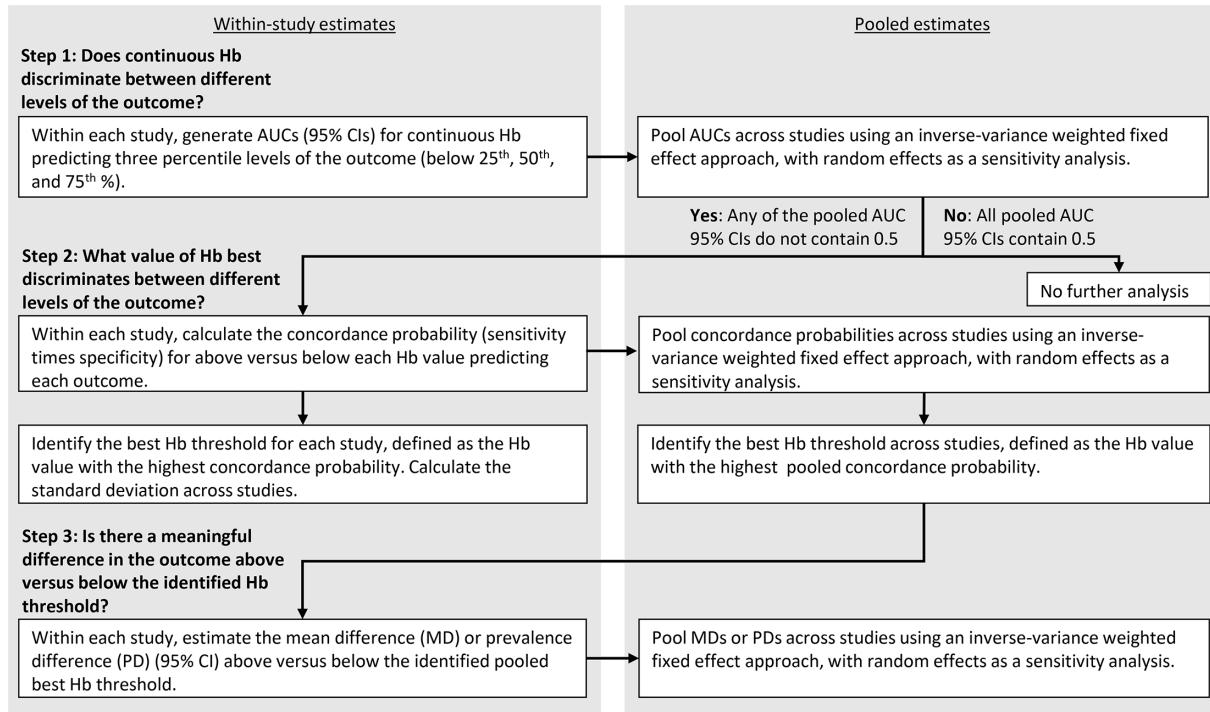 Within-study estimates
Pooled estimates
Step 1: Does continuous Hb
discriminate between different
levels of the outcome?
Within each study, generate AUCs (95% CIs) for continuous Hb
predicting three percentile levels of the outcome (below 25th, 50th,
and 75th %).
Pool AUCs across studies using an inverse-variance weighted fixed
effect approach, with random effects as a sensitivity analysis.
Yes: Any of the pooled AUC
95% CIs do not contain 0.5
No: All pooled AUC
95% CIs contain 0.5
No further analysis
Step 2: What value of Hb best
discriminates between different
levels of the outcome?
Within each study, calculate the concordance probability (sensitivity
times specificity) for above versus below each Hb value predicting
each outcome.
Pool concordance probabilities across studies using an inverse-
variance weighted fixed effect approach, with random effects as a
sensitivity analysis.
Identify the best Hb threshold for each study, defined as the Hb
value with the highest concordance probability. Calculate the
standard deviation across studies.
Identify the best Hb threshold across studies, defined as the Hb value
with the highest  pooled concordance probability.
Step 3: Is there a meaningful
difference in the outcome above
versus below the identified Hb
threshold?
Within each study, estimate the mean difference (MD) or prevalence
difference (PD) (95% CI) above versus below the identified pooled
best Hb threshold.
Pool MDs or PDs across studies using an inverse-variance weighted
fixed effect approach, with random effects as a sensitivity analysis.